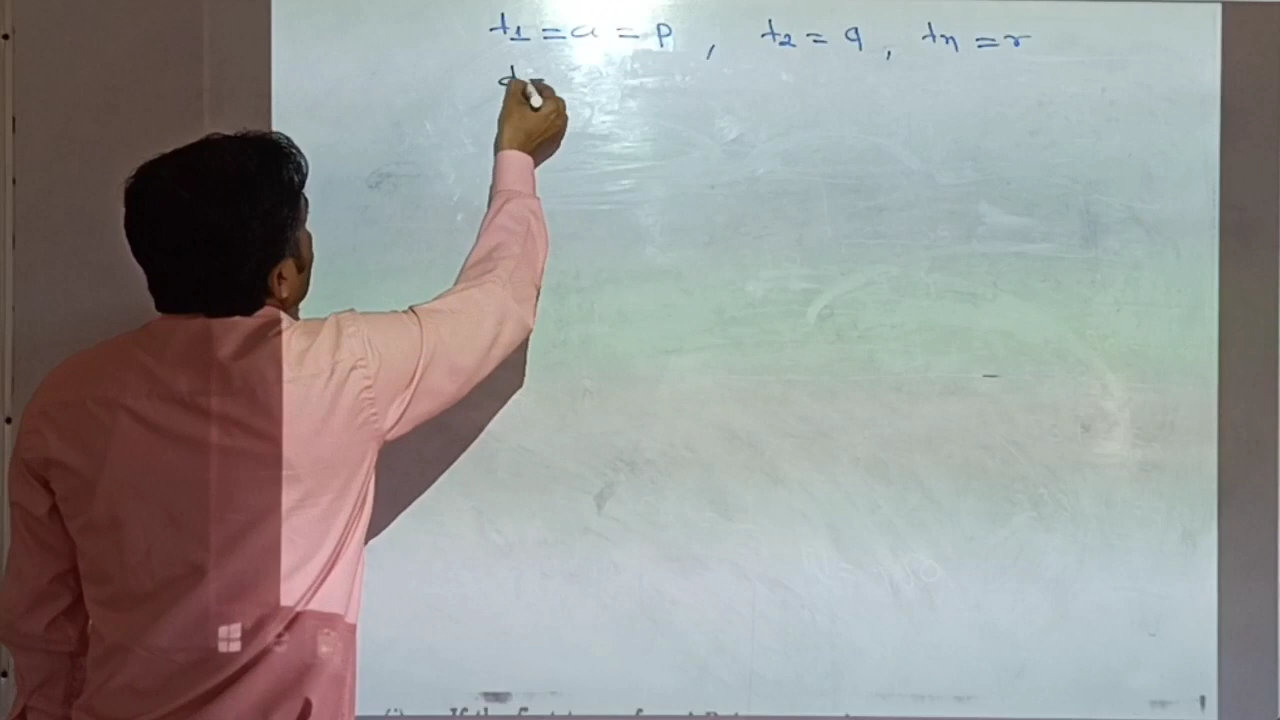 t1 = a = p , t2 = q , tn = r
d =